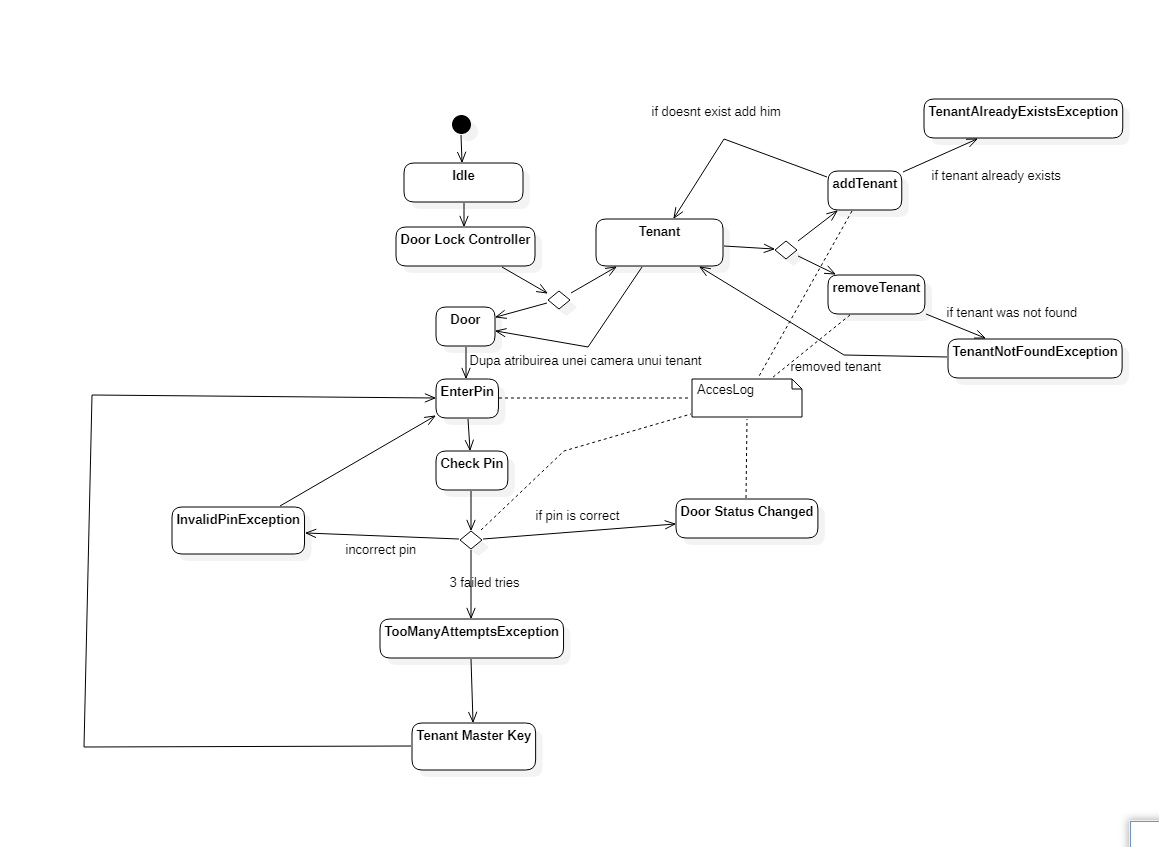 if doesnt exist add him
TenantAlreadyExistsException
Idle
addTenant
if tenant already exists
Door Lock Controller
Tenant
removeTenant
Door
if tenant was not found
Dupa atribuirea unei camera unui tenant
TenantNotFoundException
removed tenant
EnterPin
AccesLog
Check Pin
InvalidPinException
if pin is correct
Door Status Changed
incorrect pin
3 failed tries
TooManyAttemptsException
Tenant Master Key